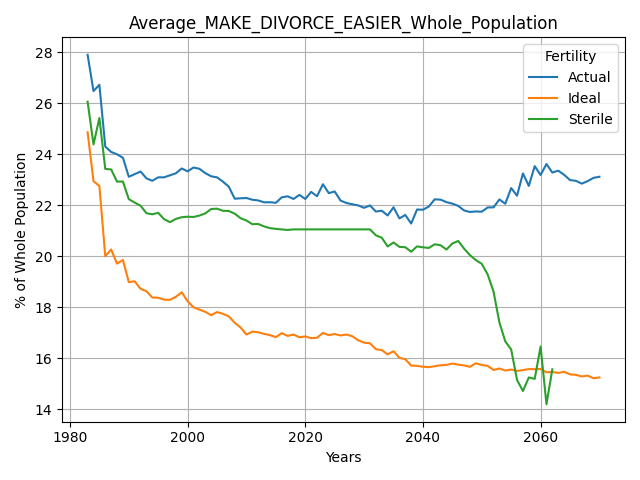 Average_MAKE_DIVORCE_EASIER_Whole_Population
Fertility
Actual
Ideal
Sterile
% of Whole Population
28
26
24
22
20
18
16
14
1980
2000
2020
2040
2060
Years